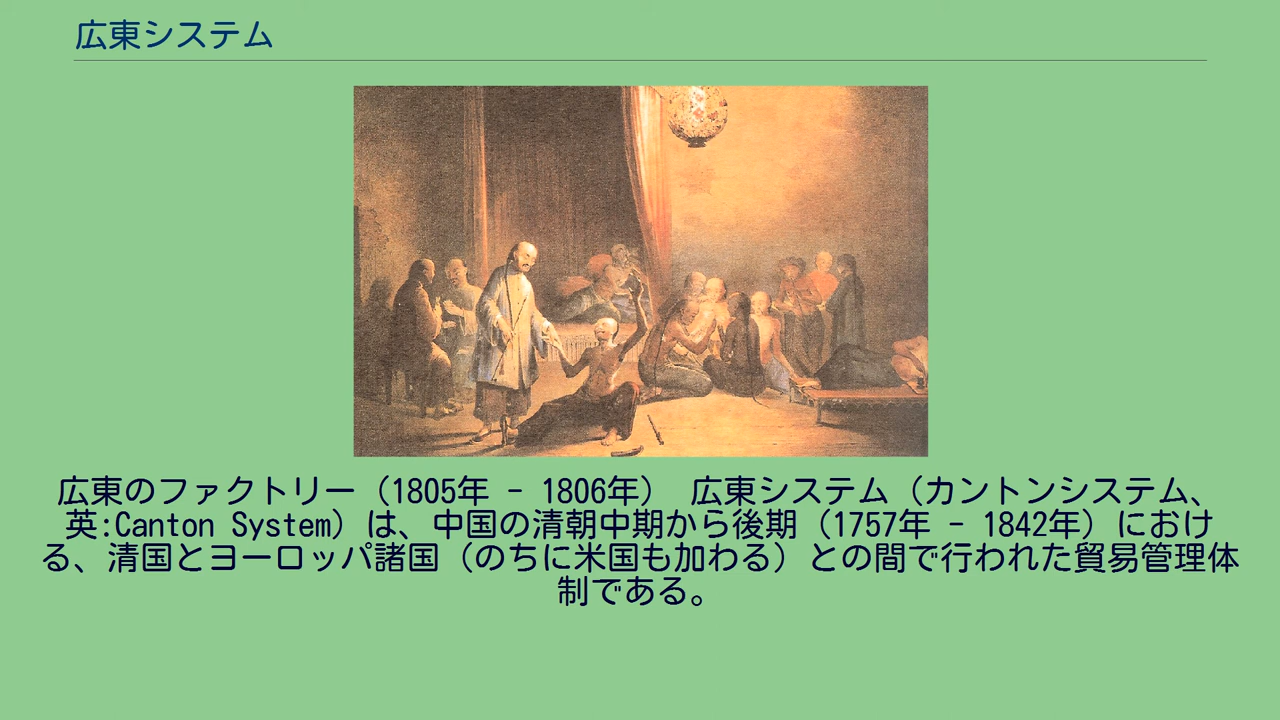 広東システム
広東のファクトリー（1805年 - 1806年） 広東システム（カントンシステム、
英:Canton System）は、中国の清朝中期から後期（1757年 - 1842年）におけ
る、清国とヨーロッパ諸国（のちに米国も加わる）との間で行われた貿易管理体
制である。